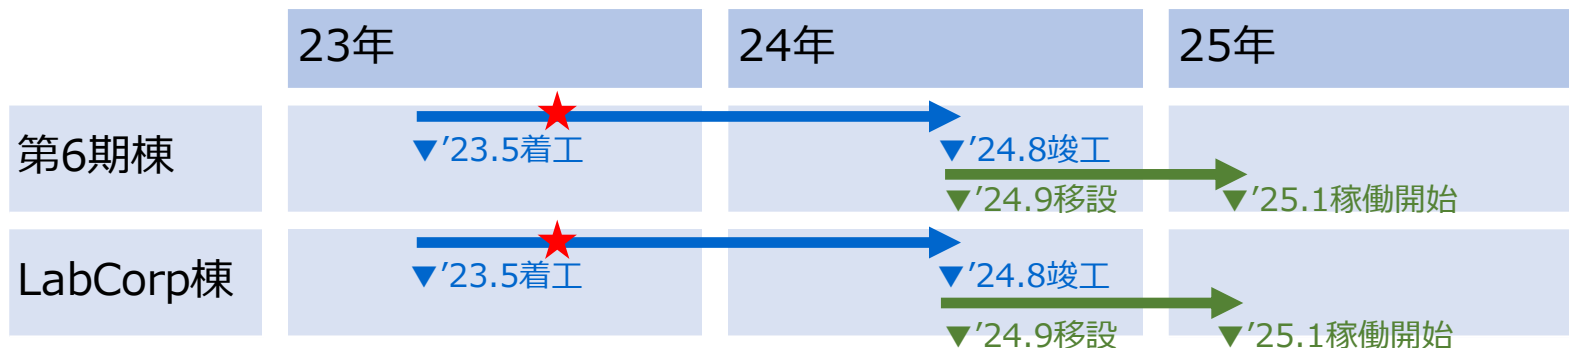 23年 24年 25年
第6期棟
▼’23.5着工 ▼’24.8竣工
▼’24.9移設 ▼’25.1稼働開始
LabCorp棟
▼’23.5着工 ▼’24.8竣工
▼’24.9移設 ▼’25.1稼働開始